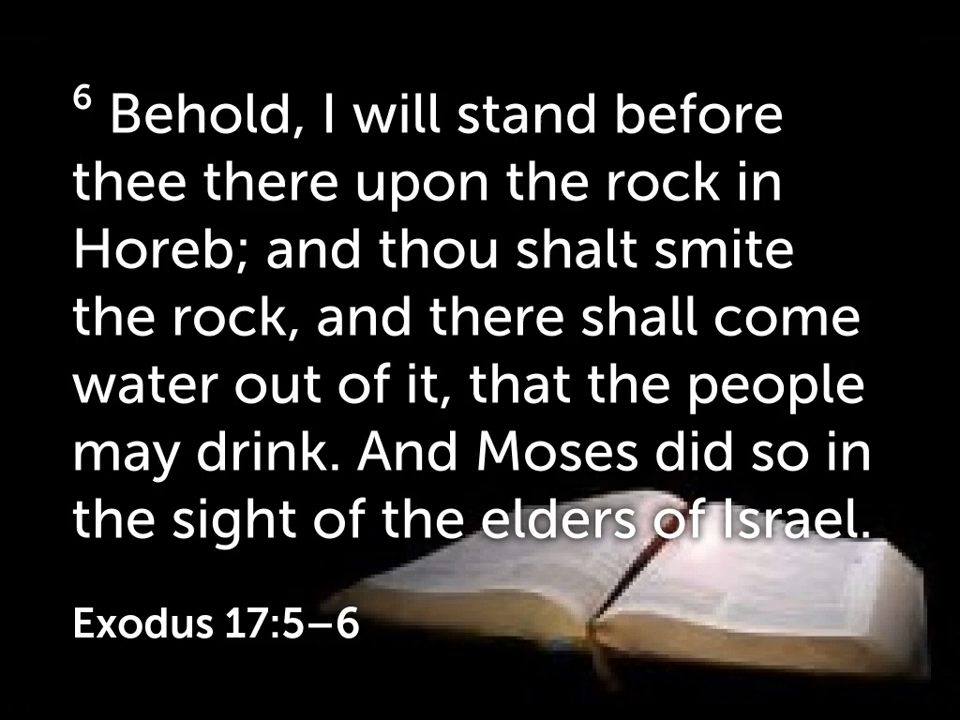 6 Behold, I will stand before
thee there upon the rock in
Horeb; and thou shalt smite
the rock, and there shall come
water out of it, that the people
may drink. And Moses did so in
the sight of the elders of Israel.
Exodus 17:5–6